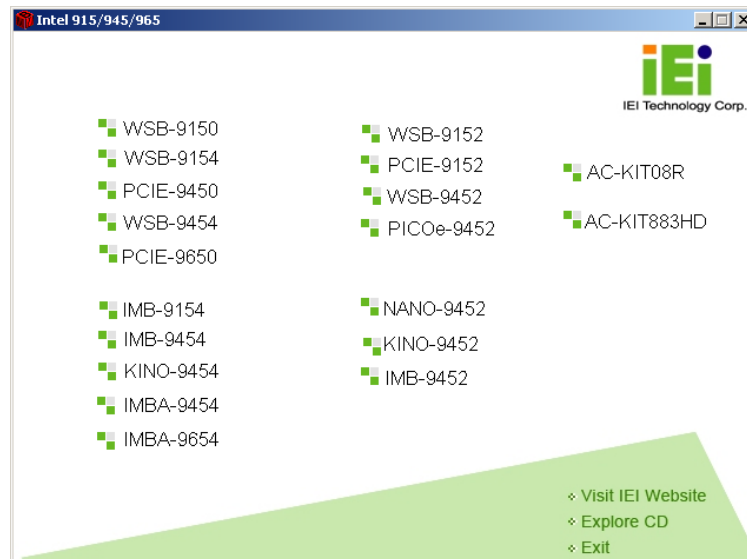 Intel 915/945/965
iEi
IEI Technology Corp.
WSB-9150
WSB-9154
PCIE-9450
WSB-9454
PCIE-9650
IMB-9154
IMB-9454
KINO-9454
IMBA-9454
IMBA-9654
WSB-9152
PCIE-9152
WSB-9452
PICOe-9452
NANO-9452
KINO-9452
IMB-9452
AC-KIT08R
AC-KIT883HD
Visit IEI Website
Explore CD
Exit